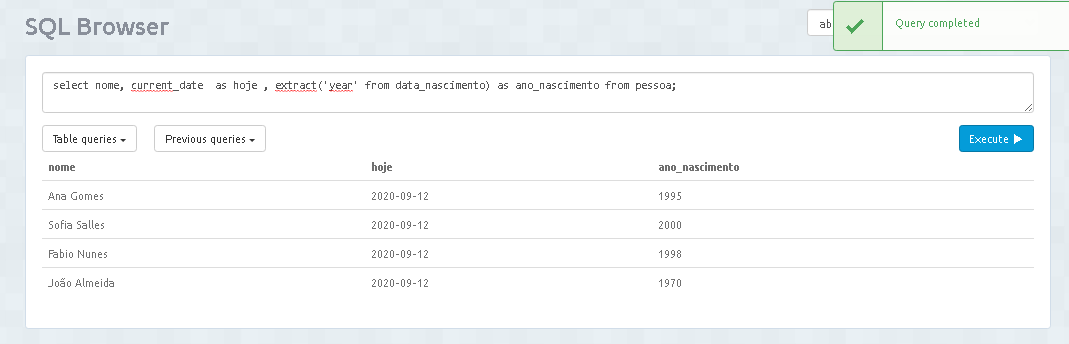 SQL Browser
ab
Query completed
select nome, current_date  as hoje , extract('year' from data_nascimento) as ano_nascimento from pessoa;
Table queries
Previous queries
Execute
nome hoje ano_nascimento
Ana Gomes 2020-09-12 1995
Sofia Salles 2020-09-12 2000
Fabio Nunes 2020-09-12 1998
João Almeida 2020-09-12 1970